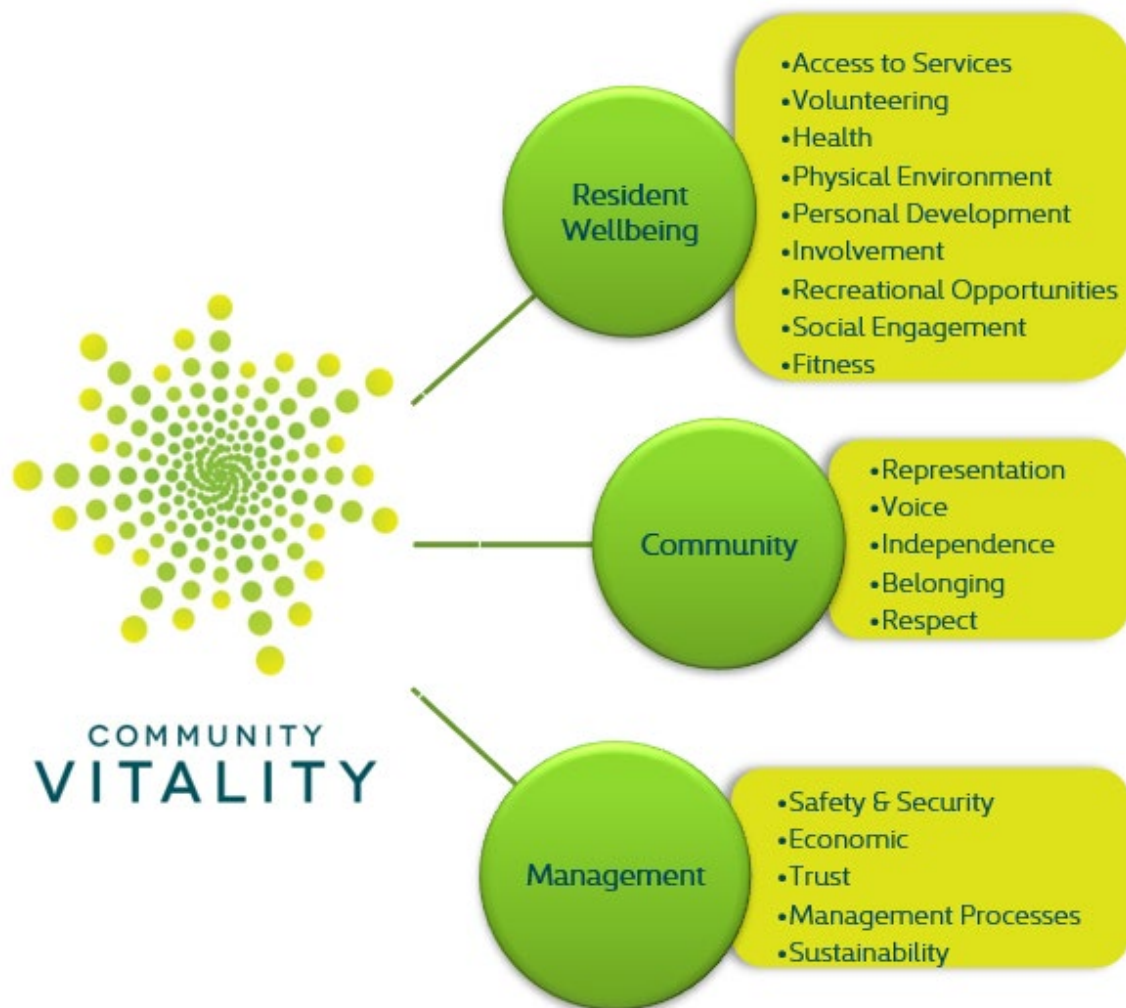 COMMUNITY
VITALITY
Resident
Wellbeing
•Access to Services
•Volunteering
•Health
•Physical Environment
•Personal Development
•Involvement
•Recreational Opportunities
•Social Engagement
•Fitness
Community
•Representation
•Voice
•Independence
•Belonging
•Respect
Management
•Safety & Security
•Economic
•Trust
•Management Processes
•Sustainability